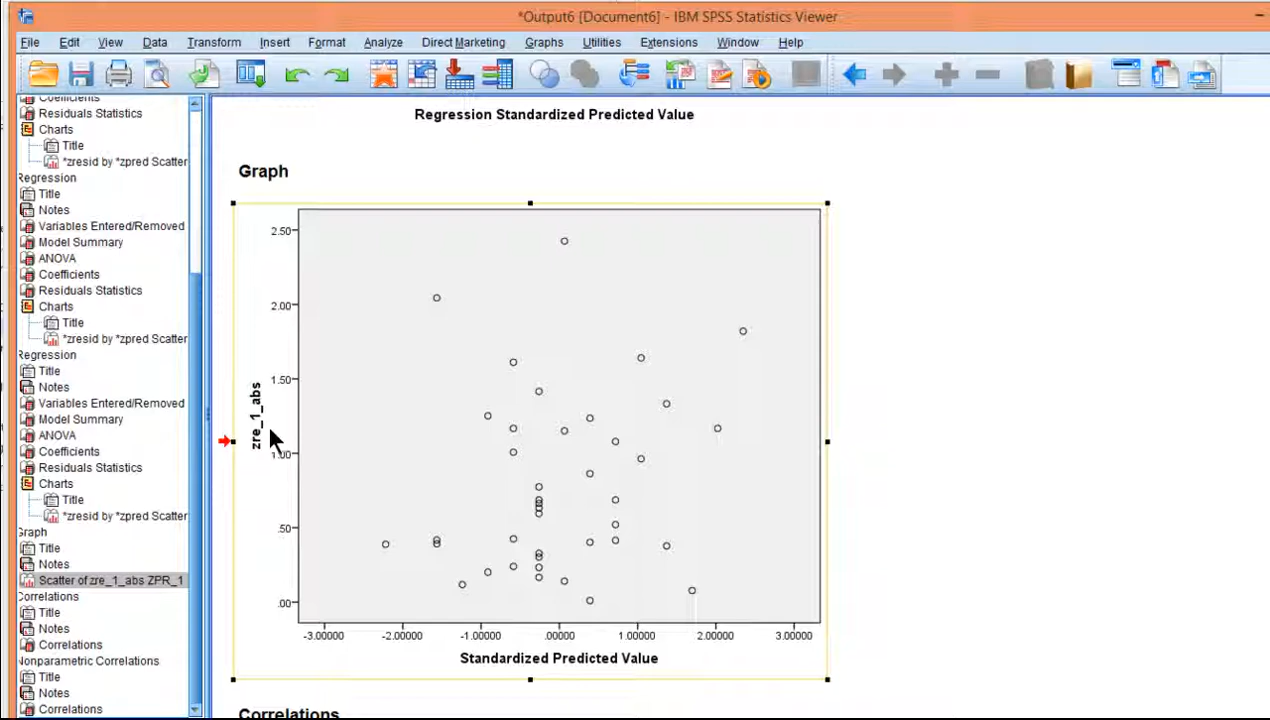 *Output6 [Document6] - IBM SPSS Statistics Viewer
File Edit View Data Transform Insert Format Analyze Direct Marketing Graphs Utilities Extensions Window Help
Coefficients
Residuals Statistics
Charts
Title
*zresid by *zpred Scatter
Regression
Title
Notes
Variables Entered/Removed
Model Summary
ANOVA
Coefficients
Residuals Statistics
Charts
Title
*zresid by *zpred Scatter
Regression
Title
Notes
Variables Entered/Removed
Model Summary
ANOVA
Coefficients
Residuals Statistics
Charts
Title
*zresid by *zpred Scatter
Graph
Title
Notes
Scatter of zre_1_abs ZPR_1
Correlations
Title
Notes
Correlations
Nonparametric Correlations
Title
Notes
Correlations
Regression Standardized Predicted Value
Graph
zre_1_abs
2.50
2.00
1.50
1.00
.50
.00
-3.00000 -2.00000 -1.00000 .00000 1.00000 2.00000 3.00000
Standardized Predicted Value
Correlations